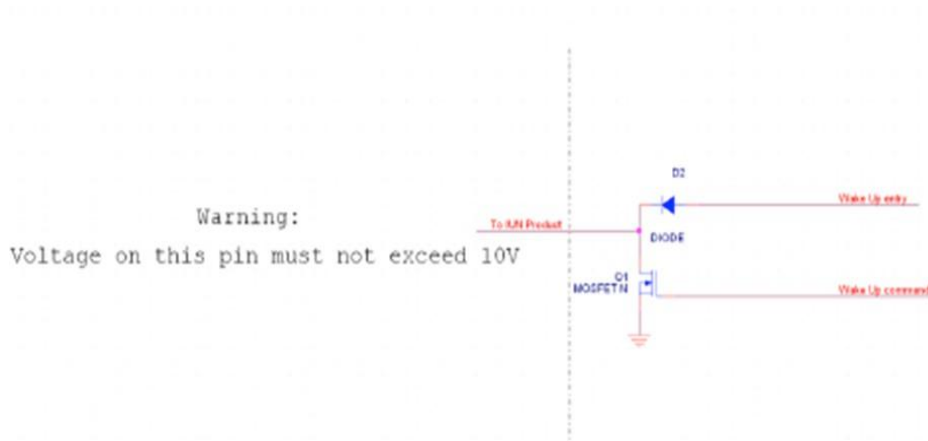 D2
Wake Up entry
Warning:
To IUN Product
DIODE
Voltage on this pin must not exceed 10V
Q1
MOSFET N
Wake Up command